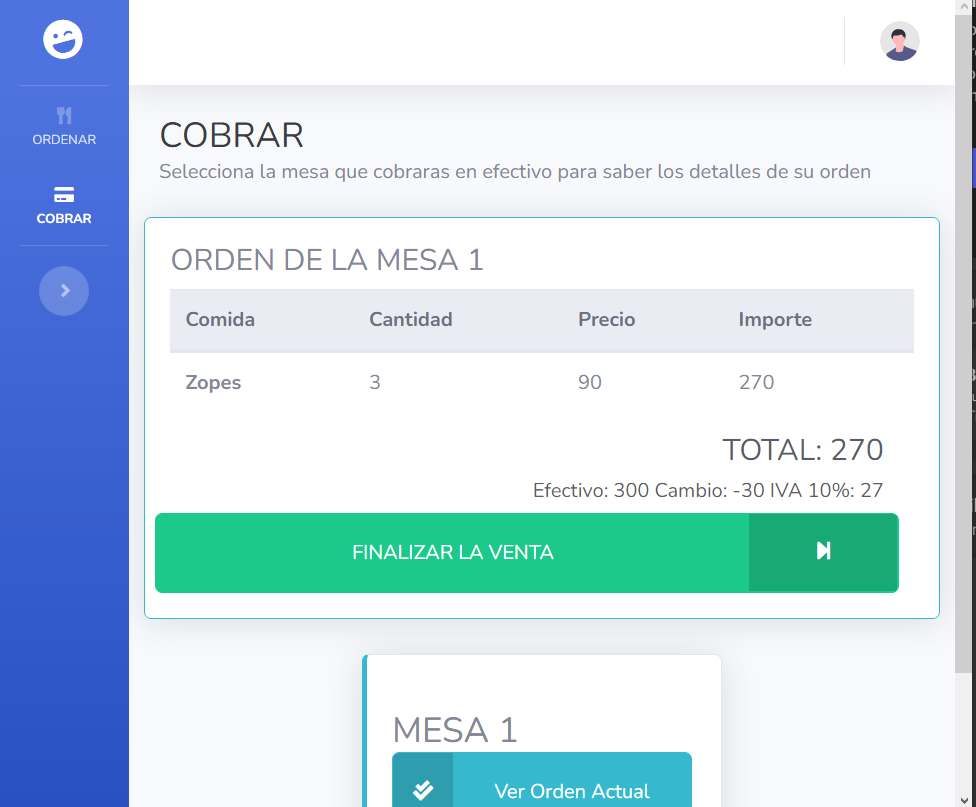 ORDENAR
COBRAR
COBRAR
Selecciona la mesa que cobraras en efectivo para saber los detalles de su orden
ORDEN DE LA MESA 1
Comida Cantidad Precio Importe
Zopes 3 90 270
TOTAL: 270
Efectivo: 300 Cambio: -30 IVA 10%: 27
FINALIZAR LA VENTA
MESA 1
Ver Orden Actual